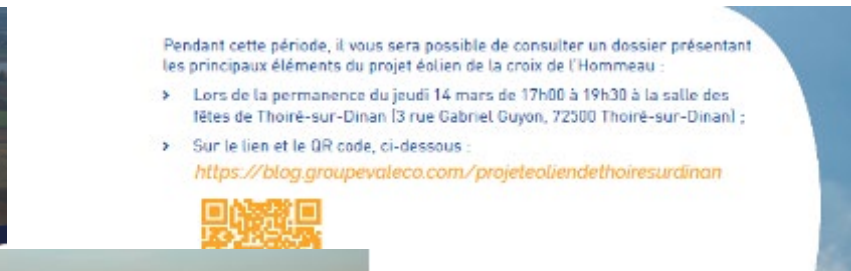 Pendant cette période, il vous sera possible de consulter un dossier présentant
les principaux éléments du projet éolien de la croix de l'Hommeau :
> Lors de la permanence du jeudi 14 mars de 17h00 à 19h30 à la salle des
fêtes de Thoiré-sur-Dinan (3 rue Gabriel Guyon, 72500 Thoiré-sur-Dinan) ;
> Sur le lien et le QR code, ci-dessous :
https://blog.groupevaleco.com/projeteoliendethoiresurdinan